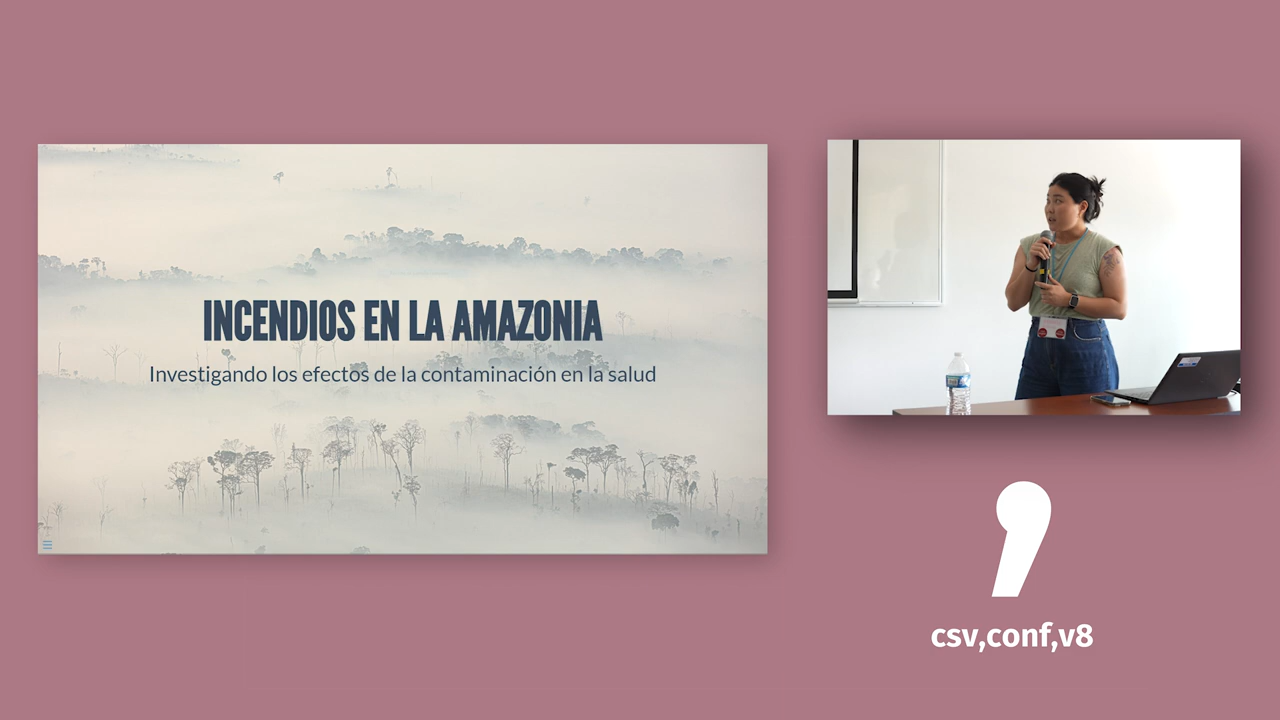 INCENDIOS EN LA AMAZONIA
Investigando los efectos de la contaminación en la salud
csv,conf,v8